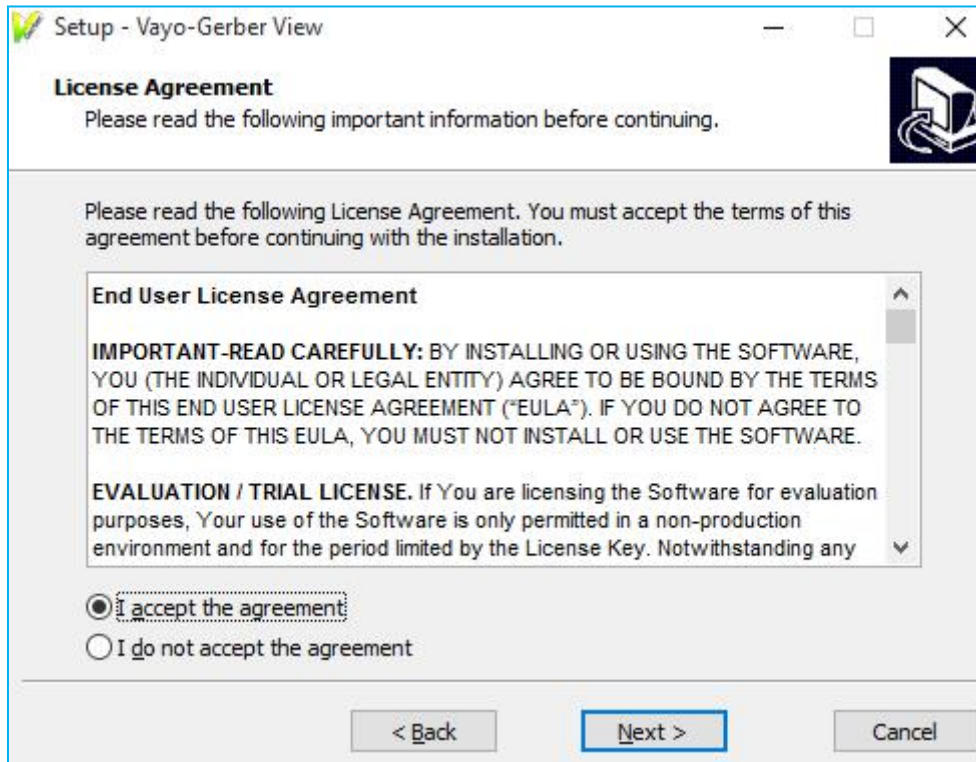 Setup - Vayo-Gerber View
License Agreement
Please read the following important information before continuing.
Please read the following License Agreement. You must accept the terms of this
agreement before continuing with the installation.
End User License Agreement
IMPORTANT-READ CAREFULLY: BY INSTALLING OR USING THE SOFTWARE,
YOU (THE INDIVIDUAL OR LEGAL ENTITY) AGREE TO BE BOUND BY THE TERMS
OF THIS END USER LICENSE AGREEMENT (“EULA”). IF YOU DO NOT AGREE TO
THE TERMS OF THIS EULA, YOU MUST NOT INSTALL OR USE THE SOFTWARE.
EVALUATION / TRIAL LICENSE. If You are licensing the Software for evaluation
purposes, Your use of the Software is only permitted in a non-production
environment and for the period limited by the License Key. Notwithstanding any
I accept the agreement
I do not accept the agreement
< Back
Next >
Cancel